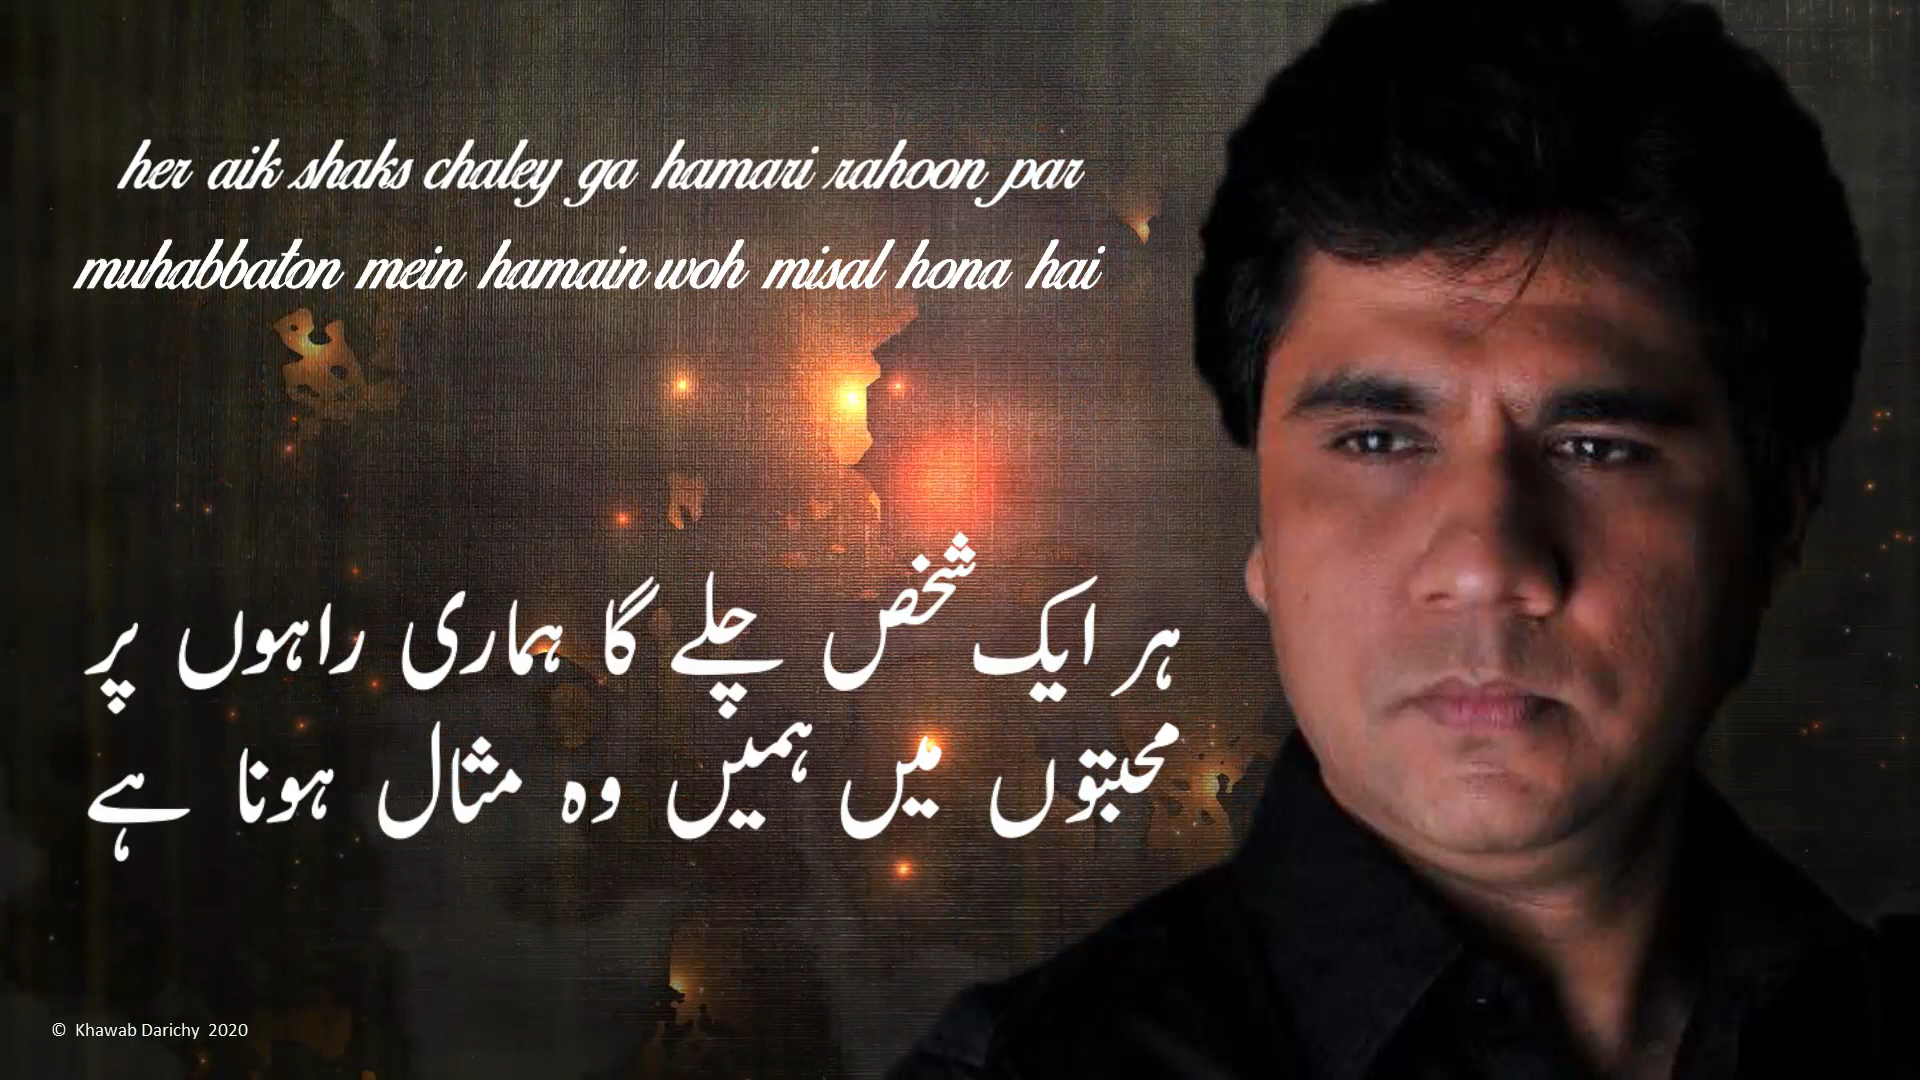 her aik shaks chaley ga hamari rahoon par
muhabbaton mein hamain woh misal hona hai
ہر ایک شخص چلے گا ہماری راہوں پر
محبتوں میں ہمیں وہ مثال ہونا ہے
© Khawab Darichy 2020